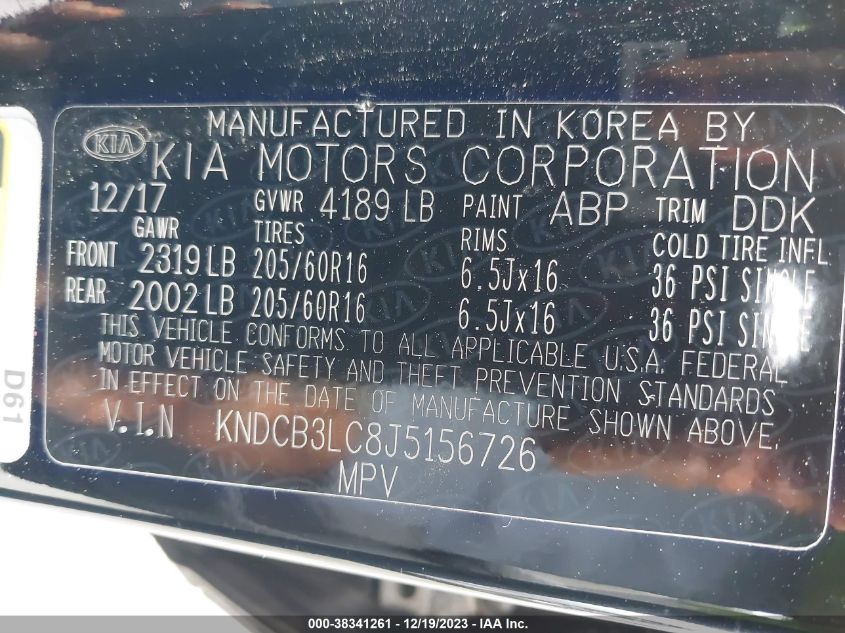 MANUFACTURED IN KOREA BY
KIA KIA MOTORS CORPORATION
12/17 GVWR 4189 LB PAINT ABP TRIM DDK
GAWR TIRES RIMS COLD TIRE INFL
FRONT 2319 LB 205/60R16 6.5Jx16 36 PSI SINGLE
REAR 2002 LB 205/60R16 6.5Jx16 36 PSI SINGLE
THIS VEHICLE CONFORMS TO ALL APPLICABLE U.S.A. FEDERAL
MOTOR VEHICLE SAFETY AND THEFT PREVENTION STANDARDS
IN EFFECT ON THE DATE OF MANUFACTURE SHOWN ABOVE.
V.I.N KNDCB3LC8J5156726
MPV
D61
000-38341261 - 12/19/2023 - IAA Inc.